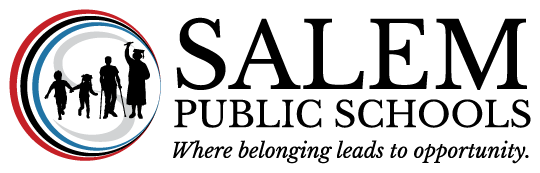 SALEM
PUBLIC SCHOOLS
Where belonging leads to opportunity.